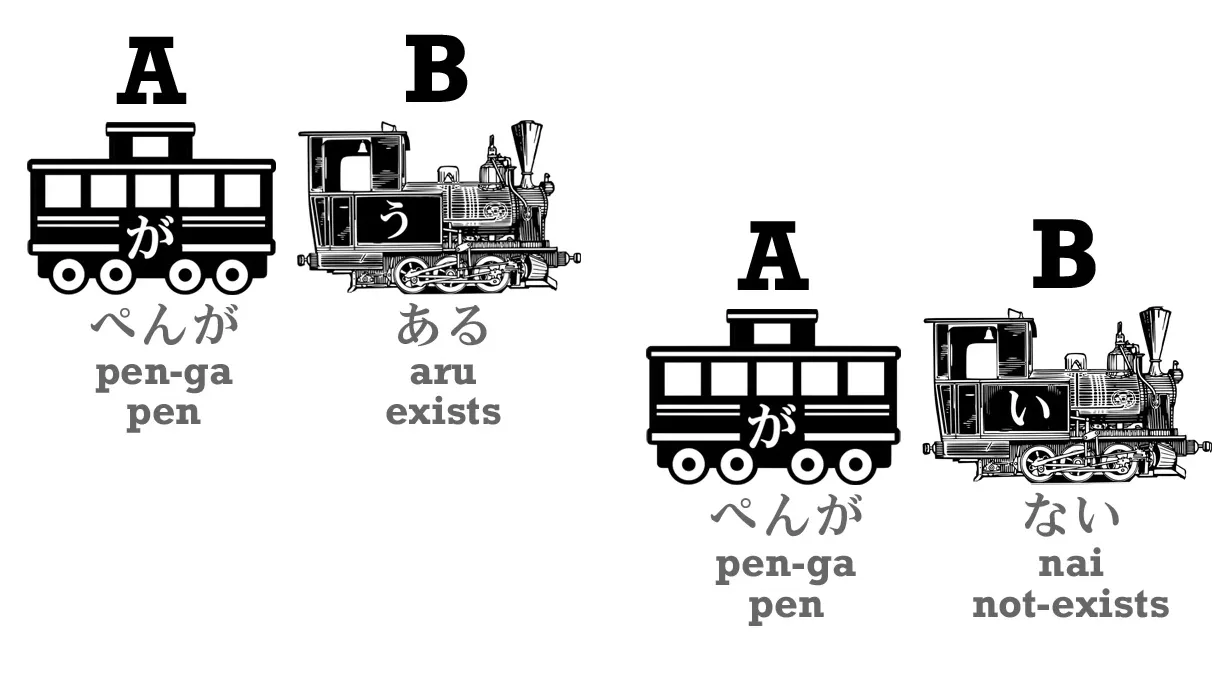 A
B
が
う
ぺんが
ある
pen-ga
aru
pen
exists
A
B
が
い
ぺんが
ない
pen-ga
nai
pen
not-exists